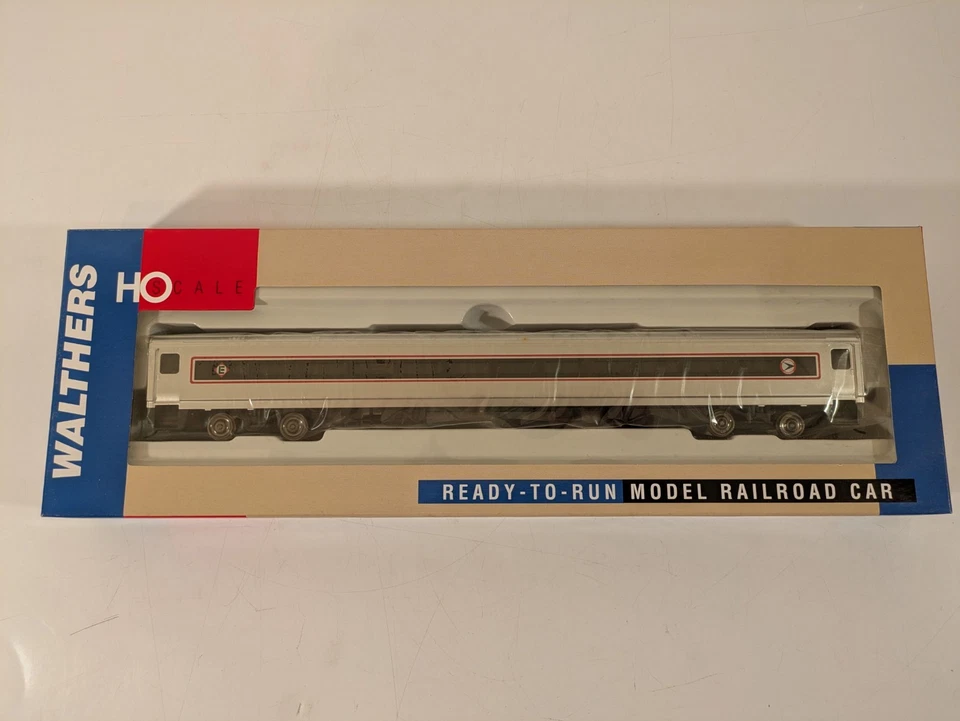 WALTHERS
HO SCALE
E
READY-TO-RUN MODEL RAILROAD CAR